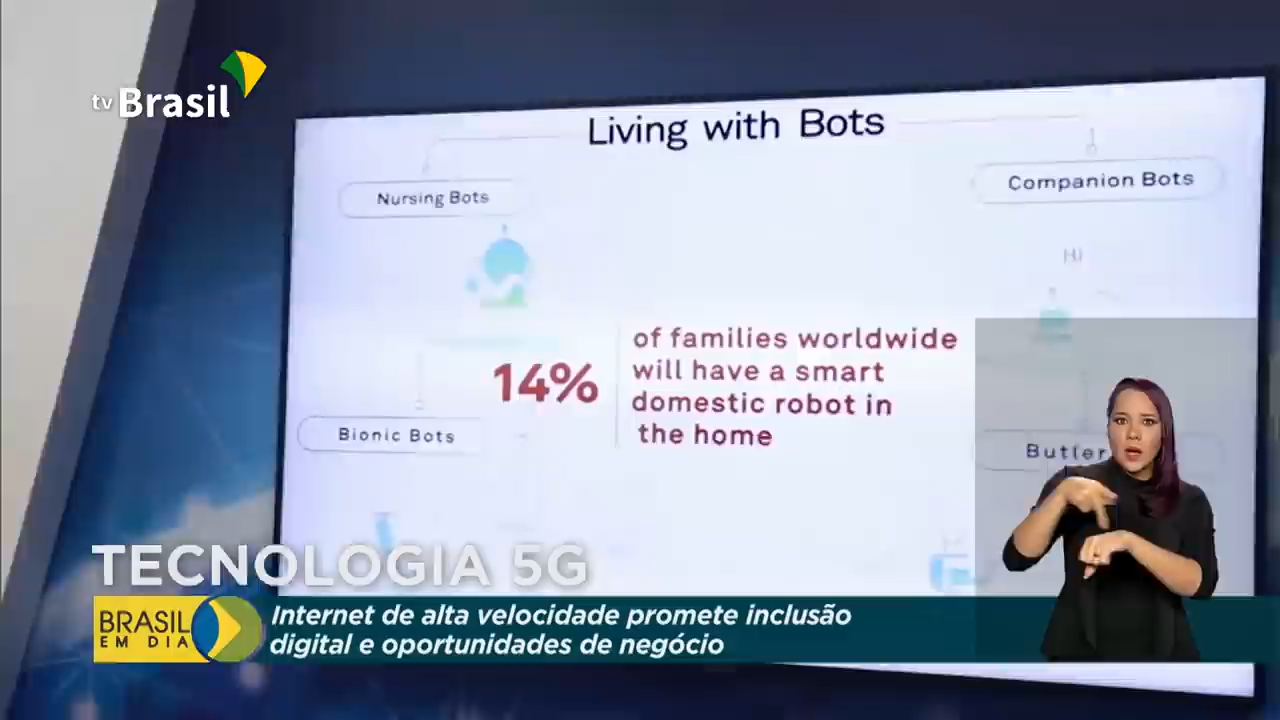 tv Brasil
Living with Bots
Nursing Bots
Companion Bots
Hi
14%
of families worldwide
will have a smart
domestic robot in
the home
Bionic Bots
Butler
TECNOLOGIA 5G
BRASIL
EM DIA
Internet de alta velocidade promete inclusão
digital e oportunidades de negócio